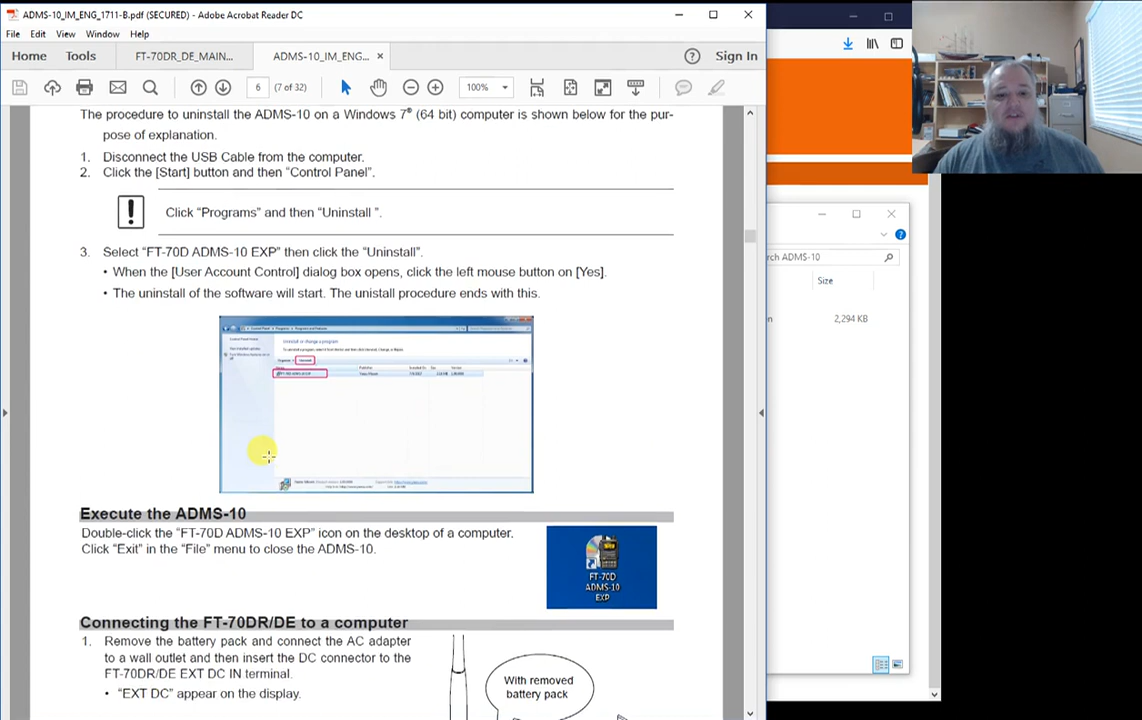 ADMS-10_IM_ENG_1711-B.pdf (SECURED) - Adobe Acrobat Reader DC
File Edit View Window Help
Home Tools FT-70DR_DE_MAIN... ADMS-10_IM_ENG... × Sign In
6 (7 of 32) 100%
The procedure to uninstall the ADMS-10 on a Windows 7® (64 bit) computer is shown below for the pur-
pose of explanation.
1. Disconnect the USB Cable from the computer.
2. Click the [Start] button and then “Control Panel”.
! Click “Programs” and then “Uninstall ”.
3. Select “FT-70D ADMS-10 EXP” then click the “Uninstall”.
• When the [User Account Control] dialog box opens, click the left mouse button on [Yes].
• The uninstall of the software will start. The unistall procedure ends with this.
Uninstall or change a program
Execute the ADMS-10
Double-click the “FT-70D ADMS-10 EXP” icon on the desktop of a computer.
Click “Exit” in the “File” menu to close the ADMS-10.
FT-70D
ADMS-10
EXP
Connecting the FT-70DR/DE to a computer
1. Remove the battery pack and connect the AC adapter
to a wall outlet and then insert the DC connector to the
FT-70DR/DE EXT DC IN terminal.
• “EXT DC” appear on the display.
With removed
battery pack
rch ADMS-10
Size
n 2,294 KB